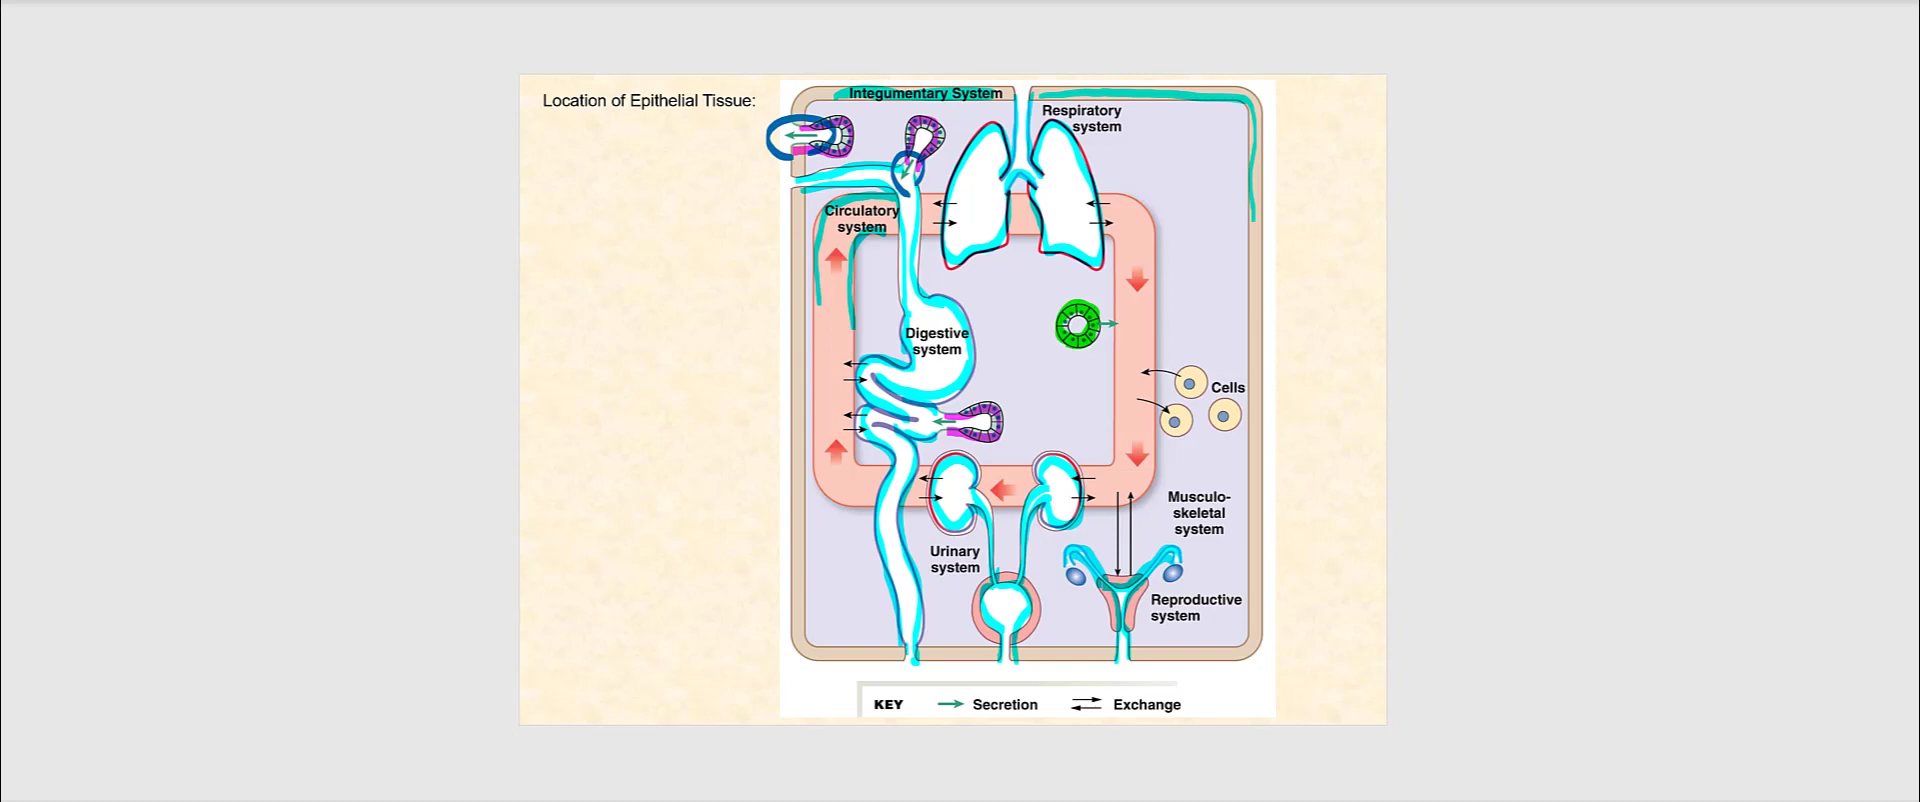 Location of Epithelial Tissue:
Integumentary System
Respiratory
system
Circulatory
system
Digestive
system
Cells
Musculo-
skeletal
system
Urinary
system
Reproductive
system
KEY
Secretion
Exchange